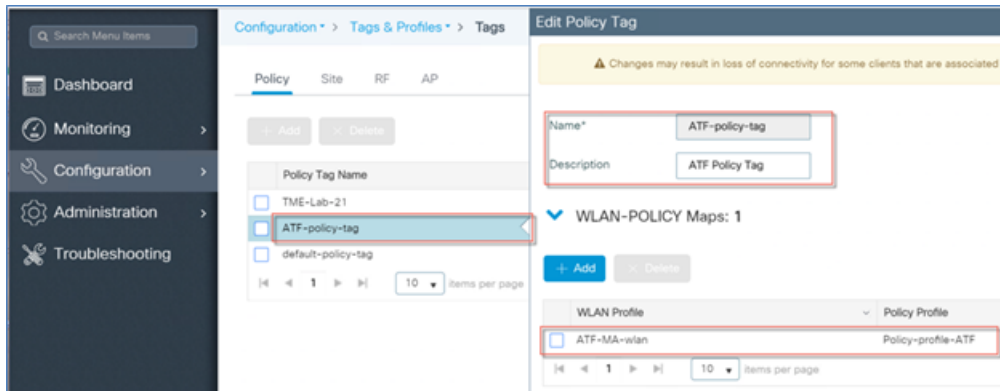 Search Menu Items
Dashboard
Monitoring
Configuration
Administration
Troubleshooting
Configuration > Tags & Profiles > Tags
Policy Site RF AP
+ Add × Delete
Policy Tag Name
TME-Lab-21
ATF-policy-tag
default-policy-tag
1 10 items per page
Edit Policy Tag
Changes may result in loss of connectivity for some clients that are associated
Name* ATF-policy-tag
Description ATF Policy Tag
WLAN-POLICY Maps: 1
+ Add × Delete
WLAN Profile Policy Profile
ATF-MA-wlan Policy-profile-ATF
1 10 items per page